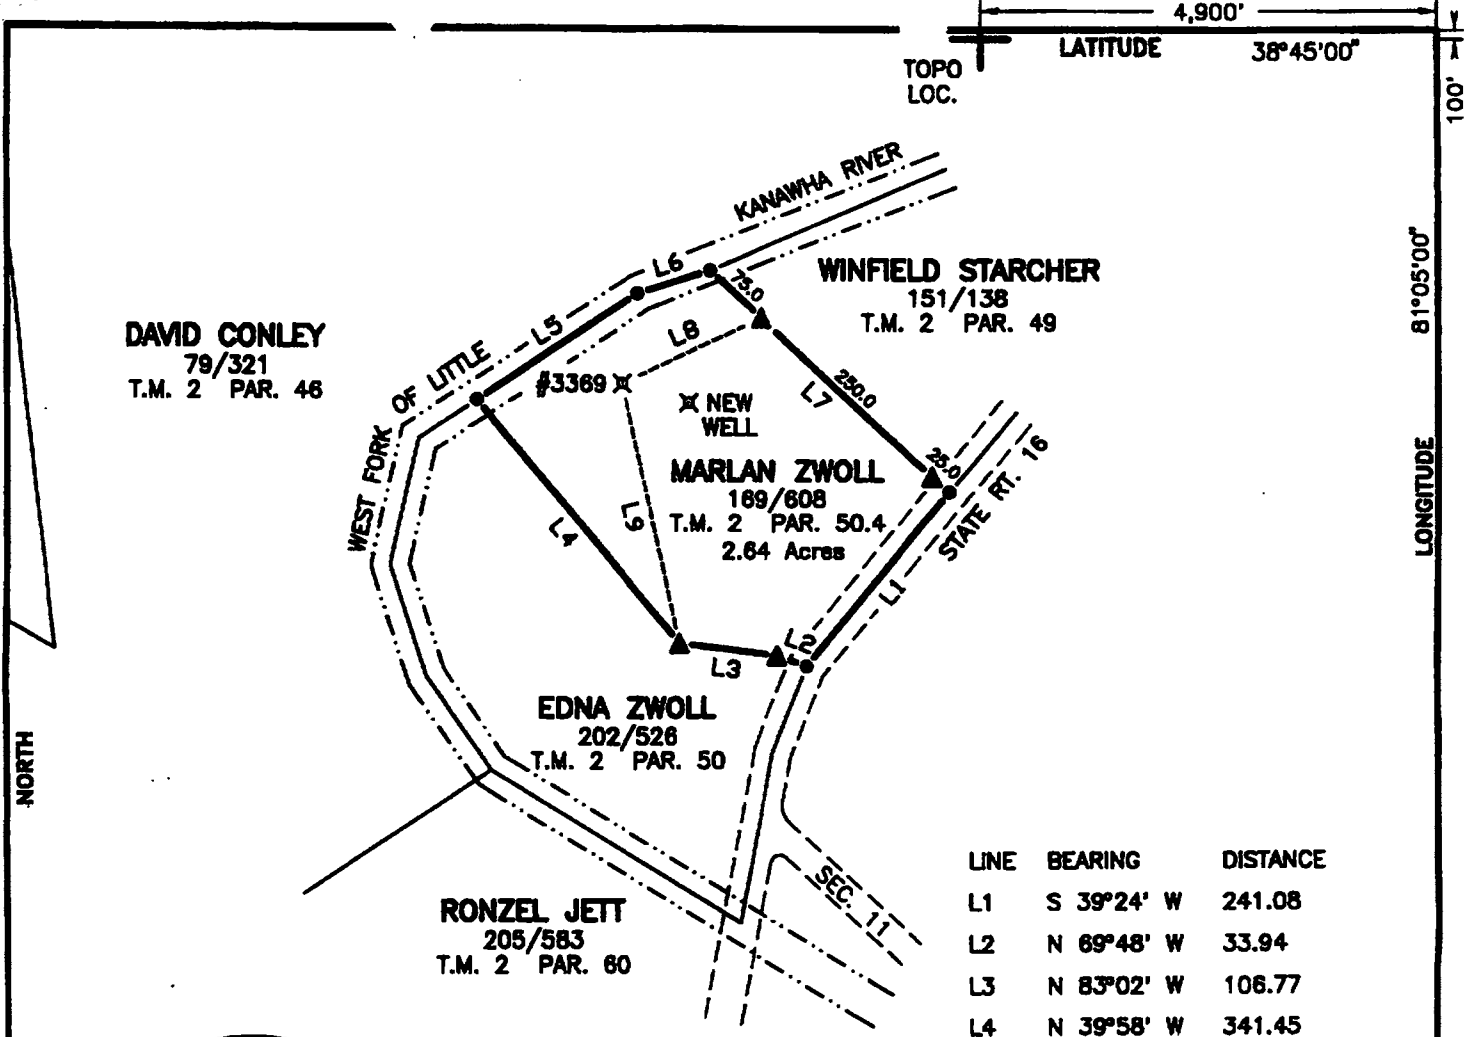 4,900'
LATITUDE 38°45'00"
TOPO
LOC.
100'
KANAWHA RIVER
L6
75.0
WINFIELD STARCHER
151/138
T.M. 2 PAR. 49
81°05'00"
LONGITUDE
DAVID CONLEY
79/321
T.M. 2 PAR. 46
L5
L8
WEST FORK OF LITTLE
#3369
NEW
WELL
250.0
L7
25.0
STATE RT. 16
MARLAN ZWOLL
169/608
T.M. 2 PAR. 50.4
2.64 Acres
L9
L4
L1
L2
L3
EDNA ZWOLL
202/526
T.M. 2 PAR. 50
NORTH
SEC. 11
RONZEL JETT
205/583
T.M. 2 PAR. 60
LINE BEARING DISTANCE
L1 S 39°24' W 241.08
L2 N 69°48' W 33.94
L3 N 83°02' W 106.77
L4 N 39°58' W 341.45